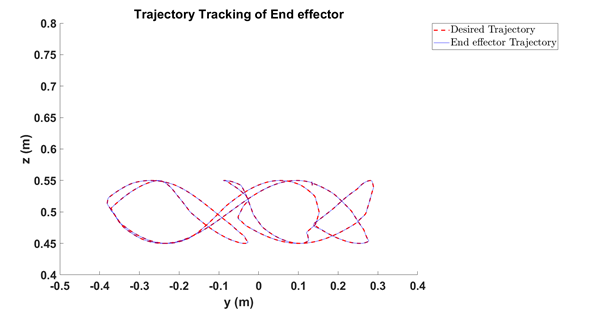 Trajectory Tracking of End effector
Desired Trajectory
End effector Trajectory
0.8
0.75
0.7
0.65
0.6
0.55
0.5
0.45
0.4
z (m)
-0.5 -0.4 -0.3 -0.2 -0.1 0 0.1 0.2 0.3 0.4
y (m)